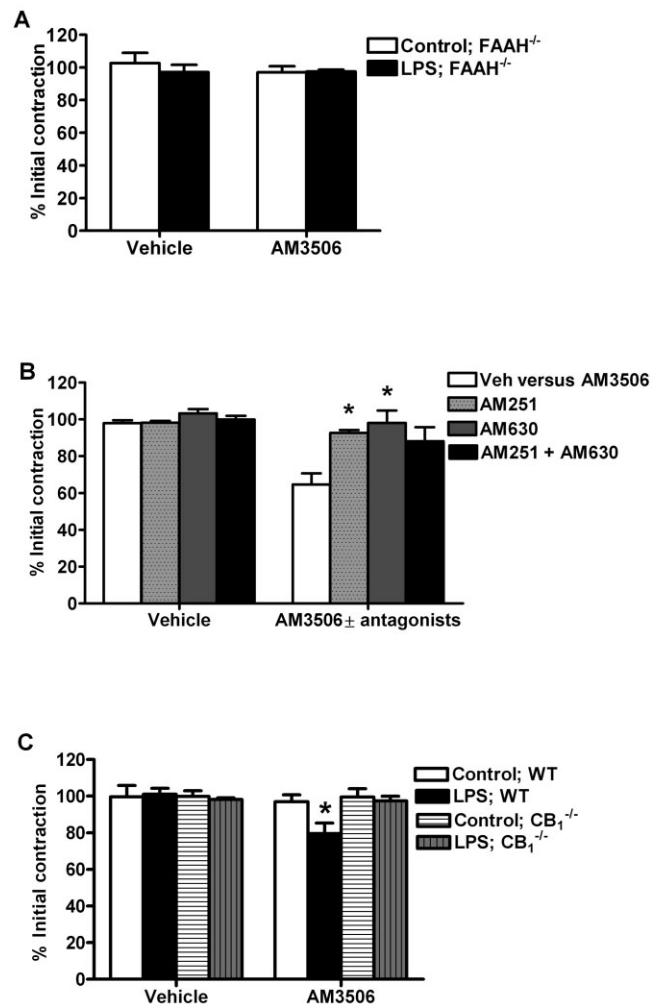 A
% Initial contraction
120
100
80
60
40
20
0
Vehicle
AM3506
Control; FAAH-/-
LPS; FAAH-/-
B
% Initial contraction
120
100
80
60
40
20
0
* *
Vehicle
AM3506 ± antagonists
Veh versus AM3506
AM251
AM630
AM251 + AM630
C
% Initial contraction
120
100
80
60
40
20
0
*
Vehicle
AM3506
Control; WT
LPS; WT
Control; CB1-/-
LPS; CB1-/-